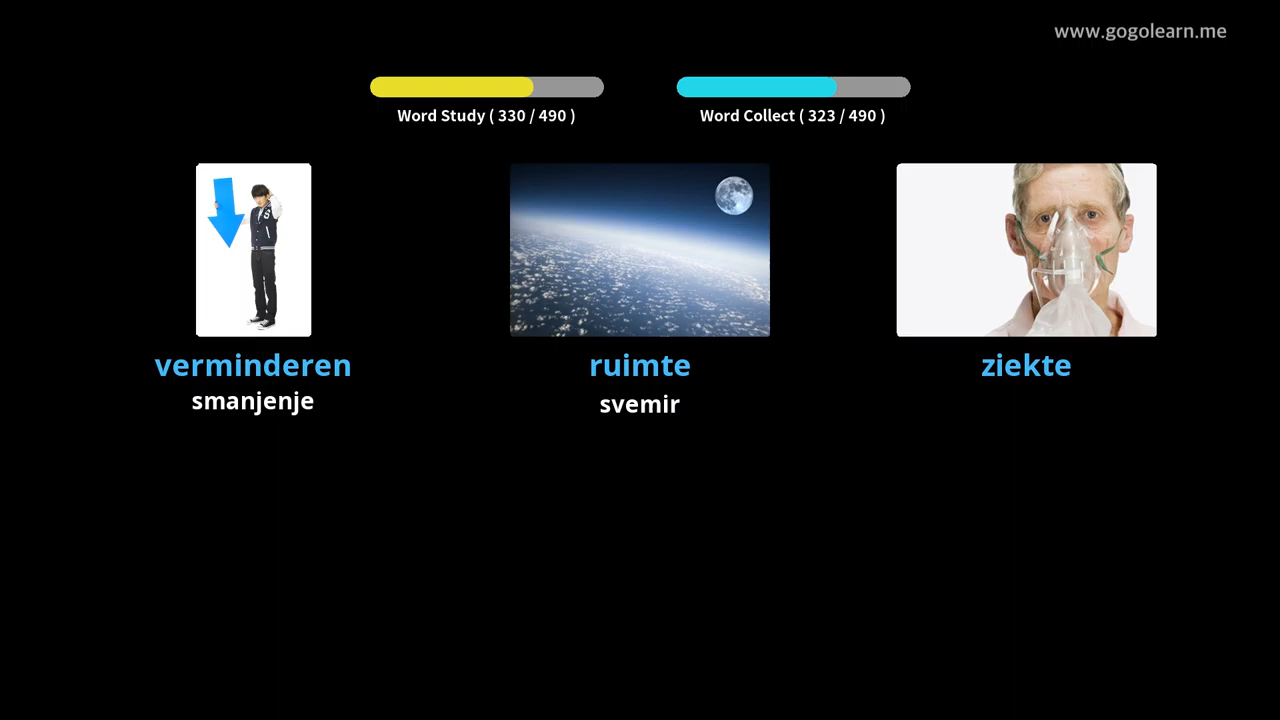 www.gogolearn.me
Word Study ( 330 / 490 )
Word Collect ( 323 / 490 )
verminderen
smanjenje
ruimte
svemir
ziekte